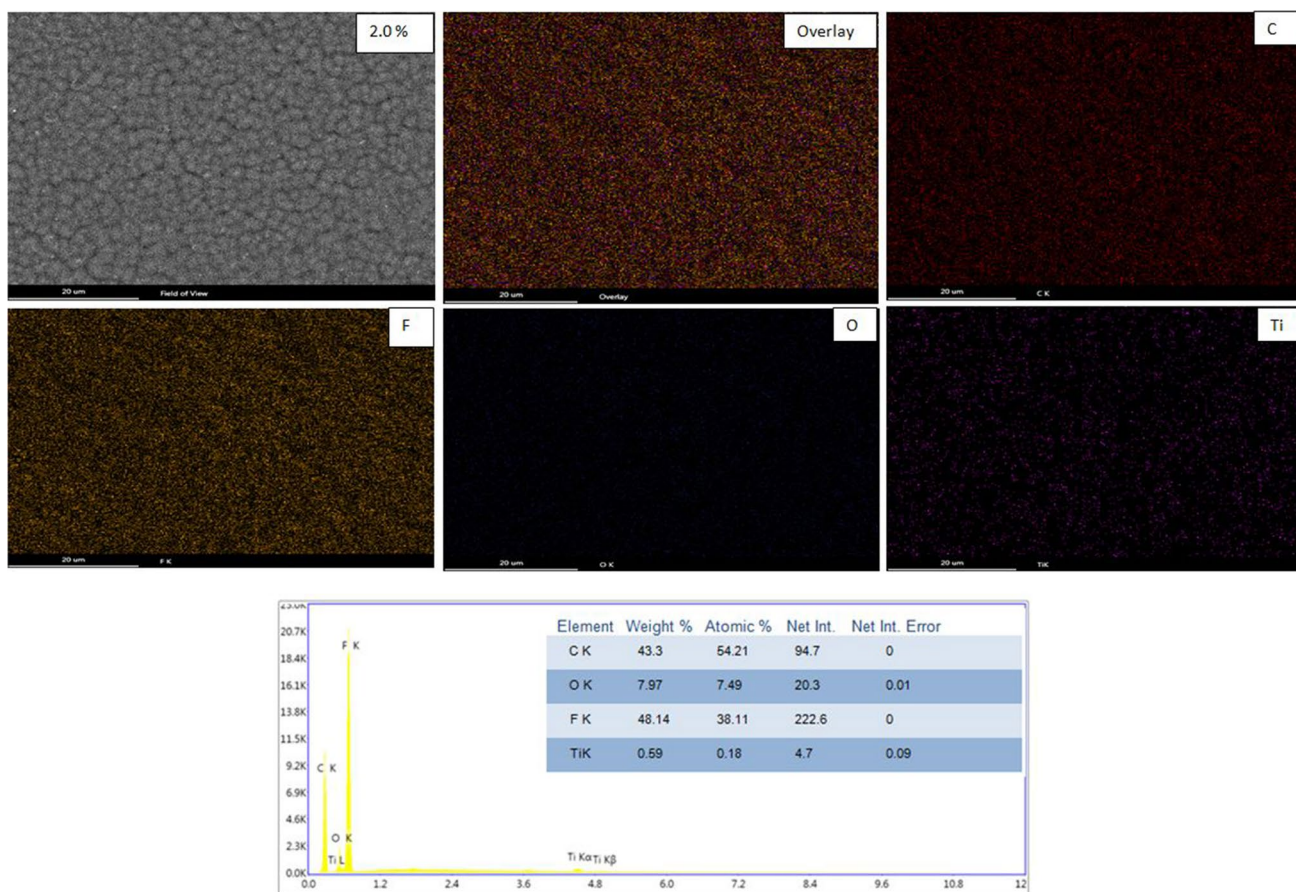 2.0 %
Overlay
C
20 um
Field of View
20 um
Overlay
20 um
C K
F
O
Ti
20 um
F K
20 um
O K
20 um
TiK
Element Weight % Atomic % Net Int. Net Int. Error
C K 43.3 54.21 94.7 0
O K 7.97 7.49 20.3 0.01
F K 48.14 38.11 222.6 0
TiK 0.59 0.18 4.7 0.09
20.7K
18.4K
16.1K
13.8K
11.5K
9.2K
6.9K
4.6K
2.3K
0.0K
F K
C K
O K
Ti L
Ti Kα Ti Kβ
0.0 1.2 2.4 3.6 4.8 6.0 7.2 8.4 9.6 10.8 12